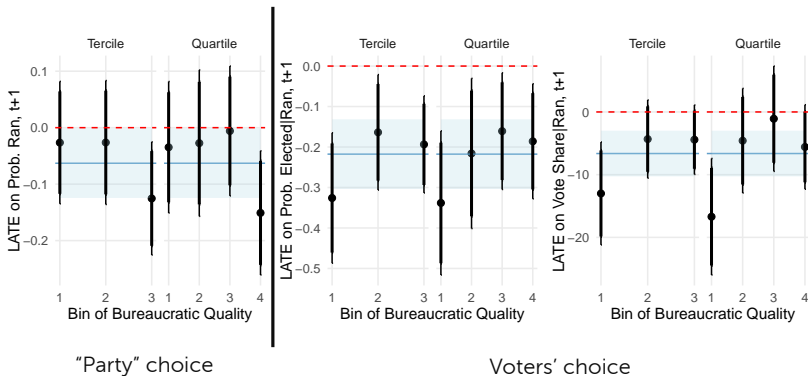 Tercile
Quartile
LATE on Prob. Ran, t+1
0.1
0.0
−0.1
−0.2
1
2
3
1
2
3
4
Bin of Bureaucratic Quality
"Party" choice
Tercile
Quartile
LATE on Prob. Elected|Ran, t+1
0.0
−0.1
−0.2
−0.3
−0.4
−0.5
1
2
3
1
2
3
4
Bin of Bureaucratic Quality
Tercile
Quartile
LATE on Vote Share|Ran, t+1
0
−10
−20
1
2
3
1
2
3
4
Bin of Bureaucratic Quality
Voters’ choice